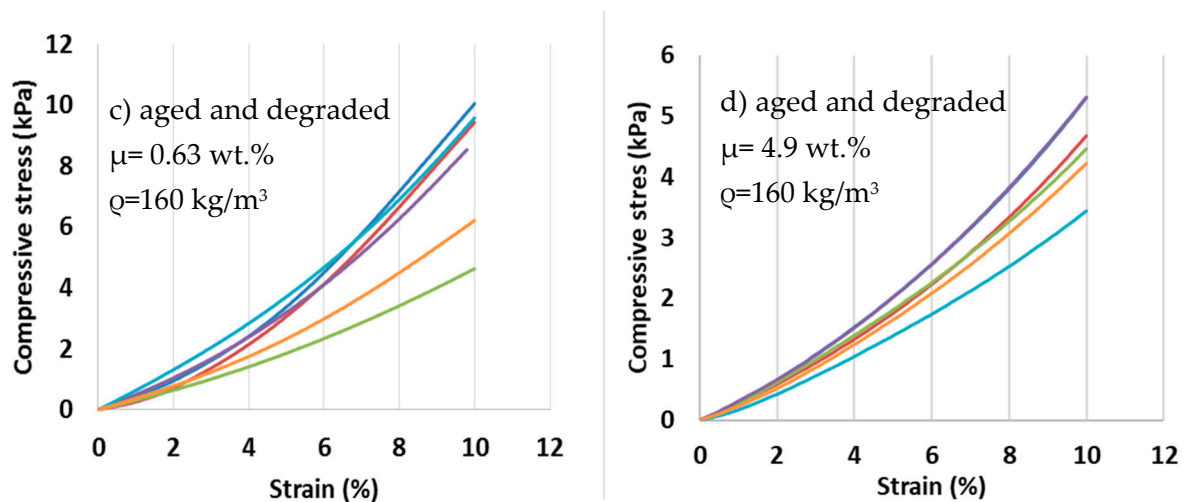 12
10
8
6
4
2
0
Compressive stress (kPa)
c) aged and degraded
μ= 0.63 wt.%
ρ=160 kg/m³
0 2 4 6 8 10 12
Strain (%)
6
5
4
3
2
1
0
Compressive stres (kPa)
d) aged and degraded
μ= 4.9 wt.%
ρ=160 kg/m³
0 2 4 6 8 10 12
Strain (%)